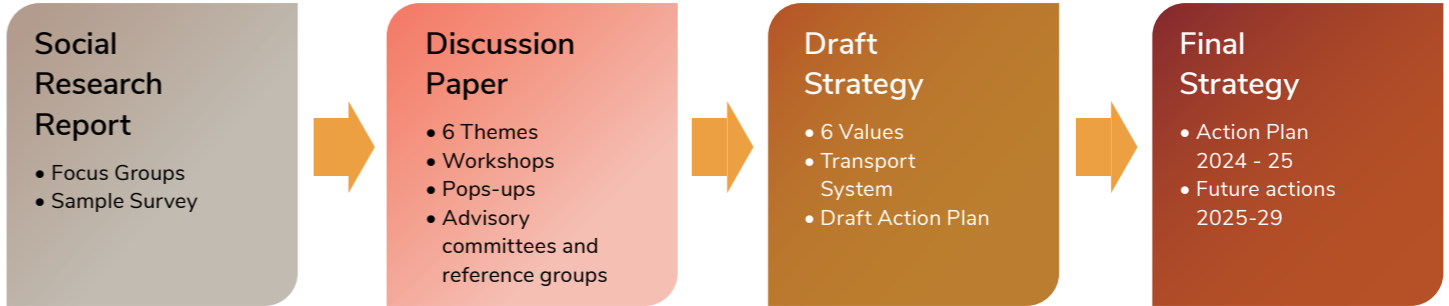 Social
Research
Report
• Focus Groups
• Sample Survey
Discussion
Paper
• 6 Themes
• Workshops
• Pops-ups
• Advisory
committees and
reference groups
Draft
Strategy
• 6 Values
• Transport
System
• Draft Action Plan
Final
Strategy
• Action Plan
2024 - 25
• Future actions
2025-29